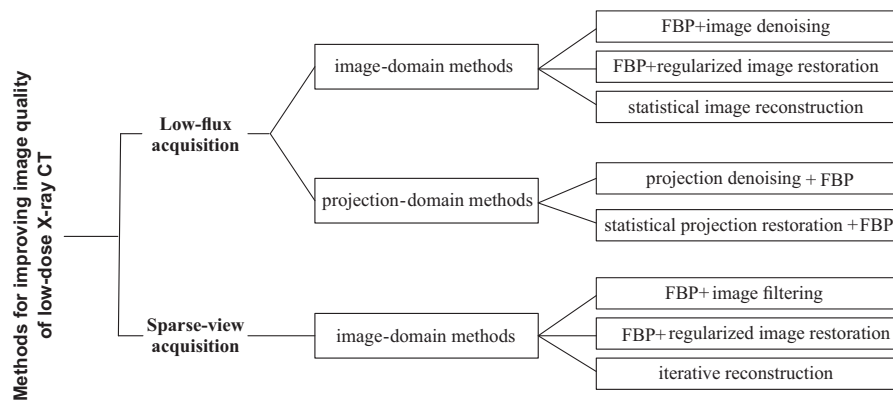 Methods for improving image quality
of low-dose X-ray CT
Low-flux
acquisition
image-domain methods
FBP+image denoising
FBP+regularized image restoration
statistical image reconstruction
projection-domain methods
projection denoising + FBP
statistical projection restoration +FBP
Sparse-view
acquisition
image-domain methods
FBP+ image filtering
FBP+regularized image restoration
iterative reconstruction